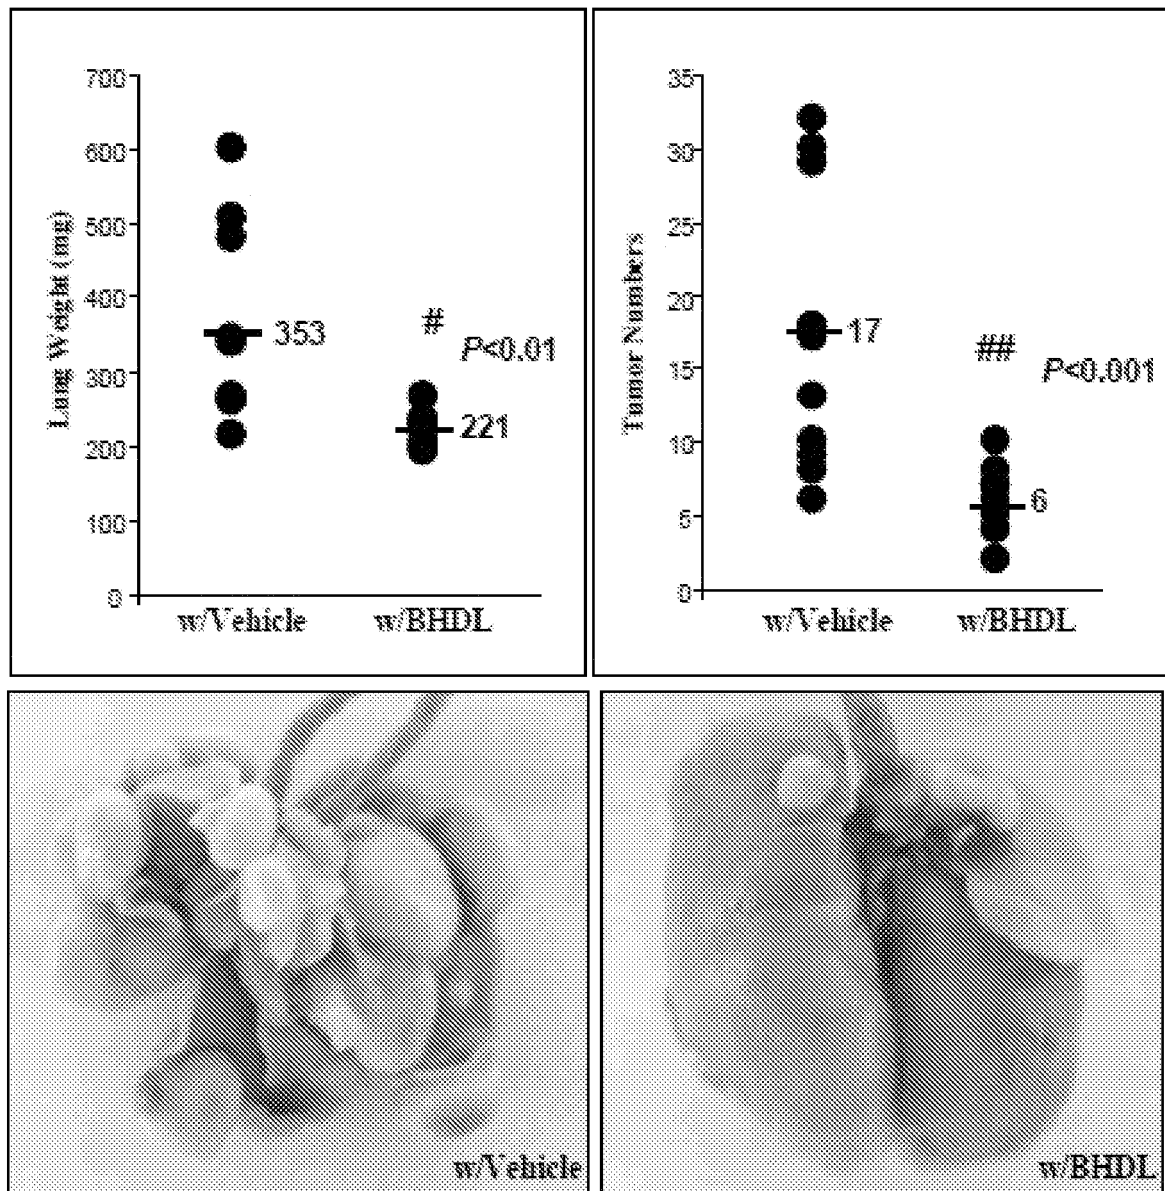 700
600
500
400
300
200
100
0
Lung Weight (mg)
353
#
P<0.01
221
w/Vehicle w/BHDL
35
30
25
20
15
10
5
0
Tumor Numbers
17
##
P<0.001
6
w/Vehicle w/BHDL
w/Vehicle
w/BHDL